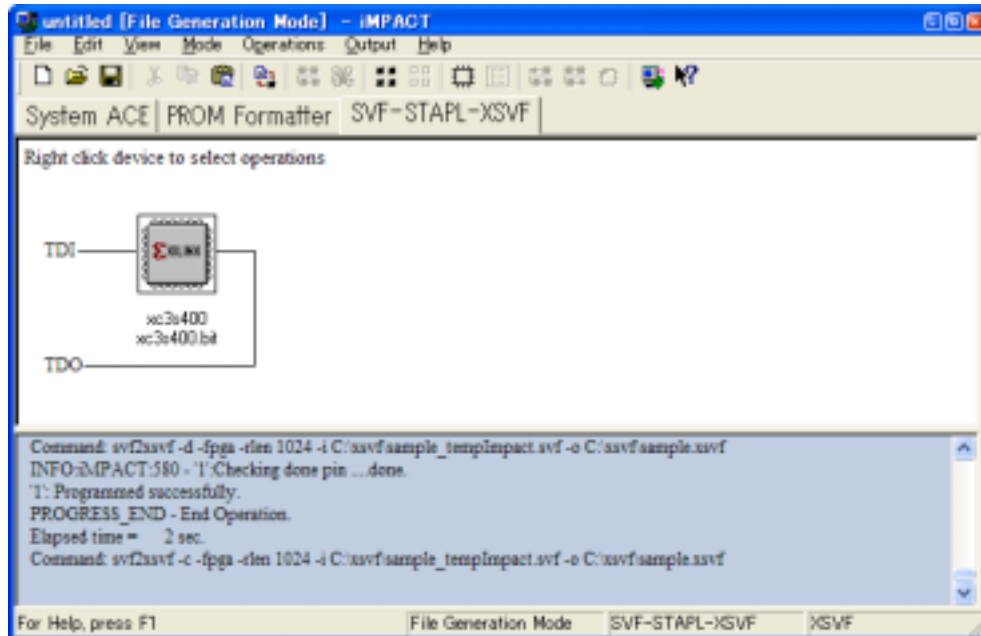 untitled [File Generation Mode] - iMPACT
File Edit View Mode Operations Output Help
System ACE PROM Formatter SVF-STAPL-XSVF
Right click device to select operations
TDI
XILINX
xc3s400
xc3s400.bit
TDO
Command: svf2xsvf -d -fpga -rlen 1024 -i C:\xsvf\sample_tempImpact.svf -o C:\xsvf\sample.xsvf
INFO:iMPACT:580 - '1':Checking done pin ....done.
'1': Programmed successfully.
PROGRESS_END - End Operation.
Elapsed time = 2 sec.
Command: svf2xsvf -c -fpga -rlen 1024 -i C:\xsvf\sample_tempImpact.svf -o C:\xsvf\sample.xsvf
For Help, press F1 File Generation Mode SVF-STAPL-XSVF XSVF